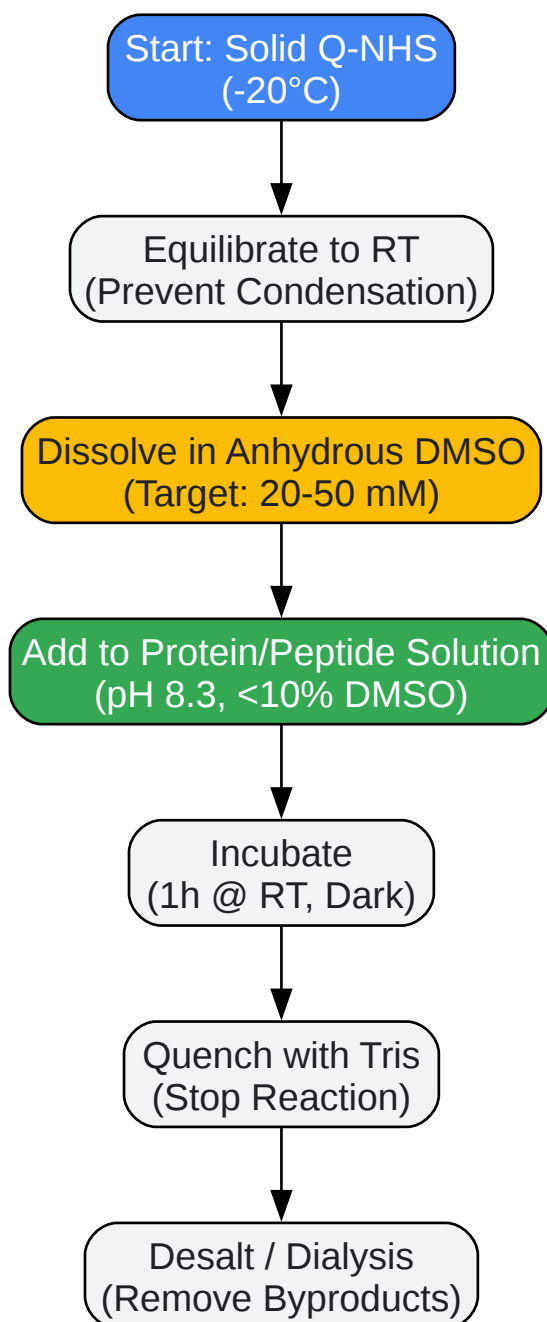 Start: Solid Q-NHS
(-20°C)
Equilibrate to RT
(Prevent Condensation)
Dissolve in Anhydrous DMSO
(Target: 20-50 mM)
Add to Protein/Peptide Solution
(pH 8.3, <10% DMSO)
Incubate
(1h @ RT, Dark)
Quench with Tris
(Stop Reaction)
Desalt / Dialysis
(Remove Byproducts)